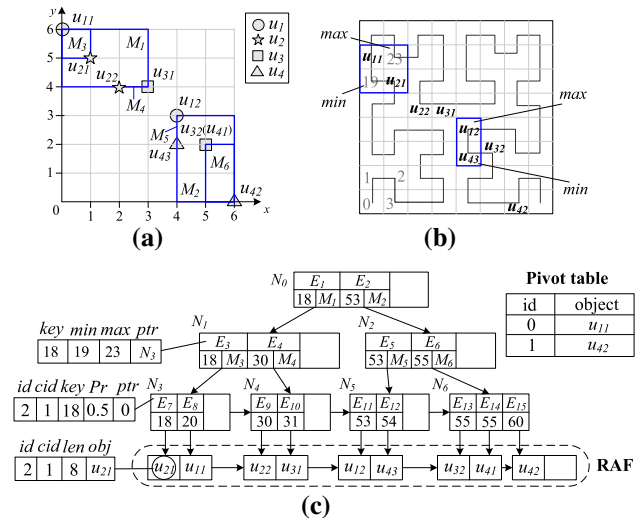 y
6
5
4
3
2
1
0
1
2
3
4
5
6
x
u11
M3
M1
u21
u22
u31
M4
u12
M5
u32(u41)
u43
M6
M2
u42
u1
u2
u3
u4
(a)
max
u11
23
19
u21
min
u22 u31
max
u12
u32
u43
min
1
2
0
3
u42
(b)
N0
E1 E2
18 M1 53 M2
Pivot table
id object
0 u11
1 u42
key min max ptr
18 19 23 N3
N1
E3 E4
18 M3 30 M4
N2
E5 E6
53 M5 55 M6
id cid key Pr ptr
2 1 18 0.5 0
N3
E7 E8
18 20
N4
E9 E10
30 31
N5
E11 E12
53 54
N6
E13 E14 E15
55 55 60
id cid len obj
2 1 8 u21
u21 u11
u22 u31
u12 u43
u32 u41
u42
RAF
(c)